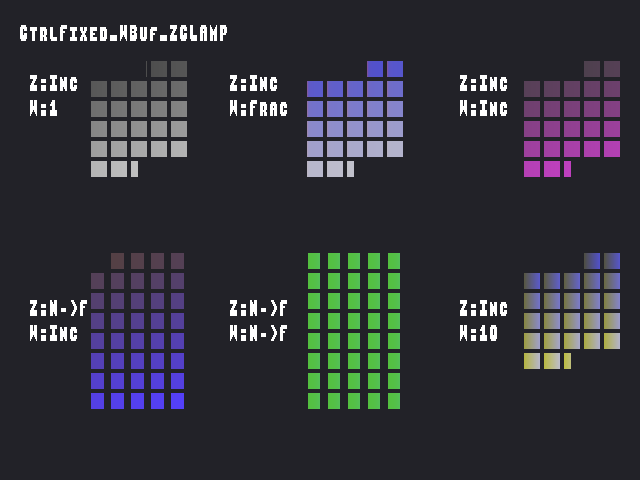 CtrlFixed_WBuf_ZCLAMP
Z:Inc
W:1
Z:Inc
W:Frac
Z:Inc
W:Inc
Z:N->F
W:Inc
Z:N->F
W:N->F
Z:Inc
W:10